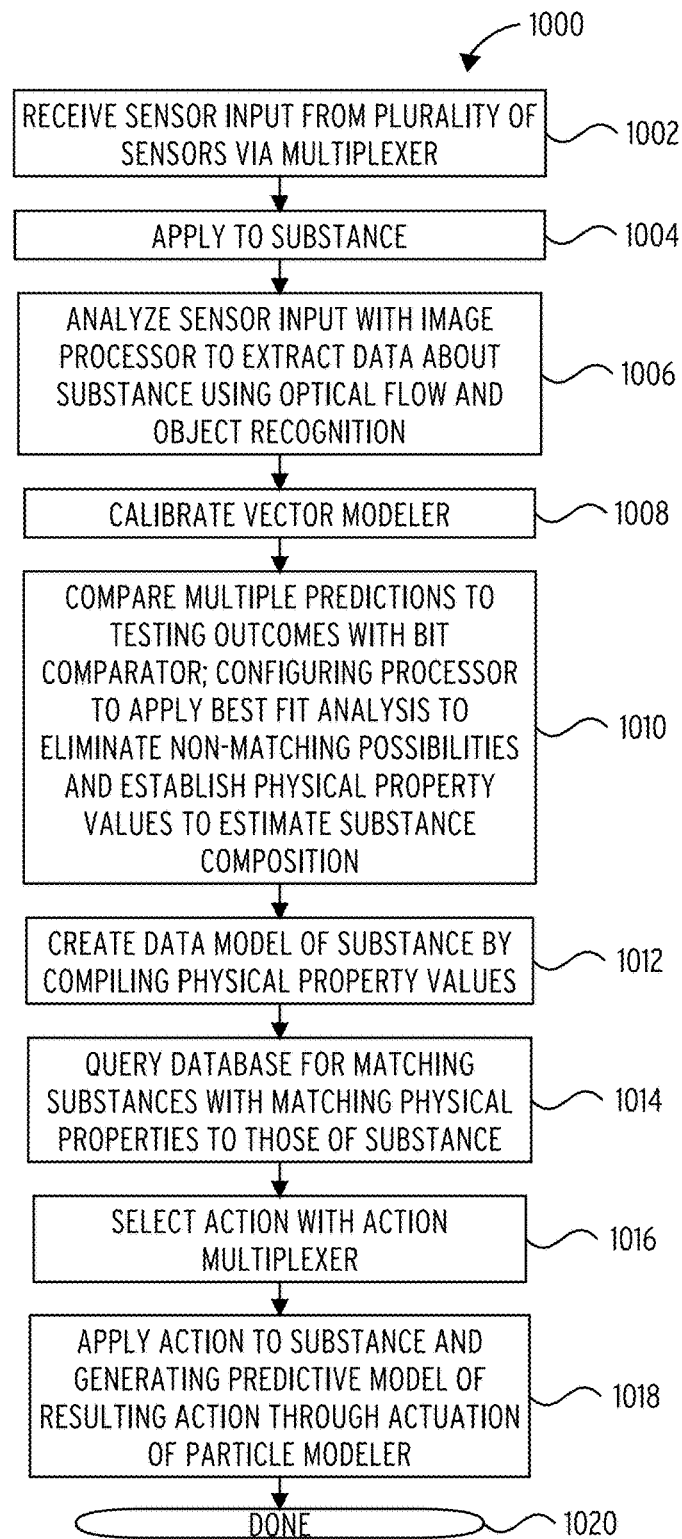 1000
RECEIVE SENSOR INPUT FROM PLURALITY OF
SENSORS VIA MULTIPLEXER
1002
APPLY TO SUBSTANCE
1004
ANALYZE SENSOR INPUT WITH IMAGE
PROCESSOR TO EXTRACT DATA ABOUT
SUBSTANCE USING OPTICAL FLOW AND
OBJECT RECOGNITION
1006
CALIBRATE VECTOR MODELER
1008
COMPARE MULTIPLE PREDICTIONS TO
TESTING OUTCOMES WITH BIT
COMPARATOR; CONFIGURING PROCESSOR
TO APPLY BEST FIT ANALYSIS TO
ELIMINATE NON-MATCHING POSSIBILITIES
AND ESTABLISH PHYSICAL PROPERTY
VALUES TO ESTIMATE SUBSTANCE
COMPOSITION
1010
CREATE DATA MODEL OF SUBSTANCE BY
COMPILING PHYSICAL PROPERTY VALUES
1012
QUERY DATABASE FOR MATCHING
SUBSTANCES WITH MATCHING PHYSICAL
PROPERTIES TO THOSE OF SUBSTANCE
1014
SELECT ACTION WITH ACTION
MULTIPLEXER
1016
APPLY ACTION TO SUBSTANCE AND
GENERATING PREDICTIVE MODEL OF
RESULTING ACTION THROUGH ACTUATION
OF PARTICLE MODELER
1018
DONE
1020